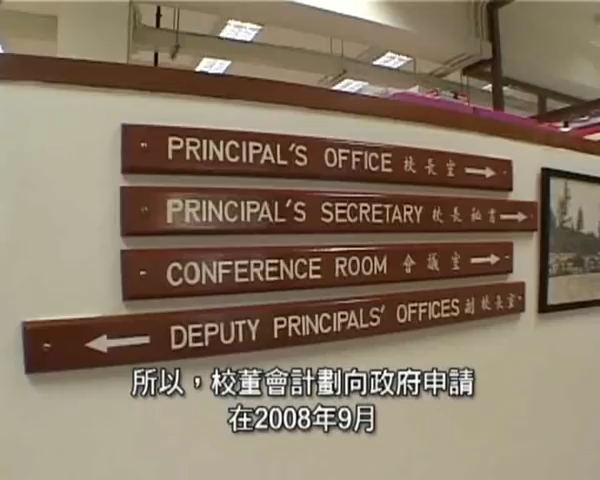 PRINCIPAL'S OFFICE 校長室
PRINCIPAL'S SECRETARY 校長秘書
CONFERENCE ROOM 會議室
DEPUTY PRINCIPALS' OFFICES 副校長室
所以，校董會計劃向政府申請
在2008年9月